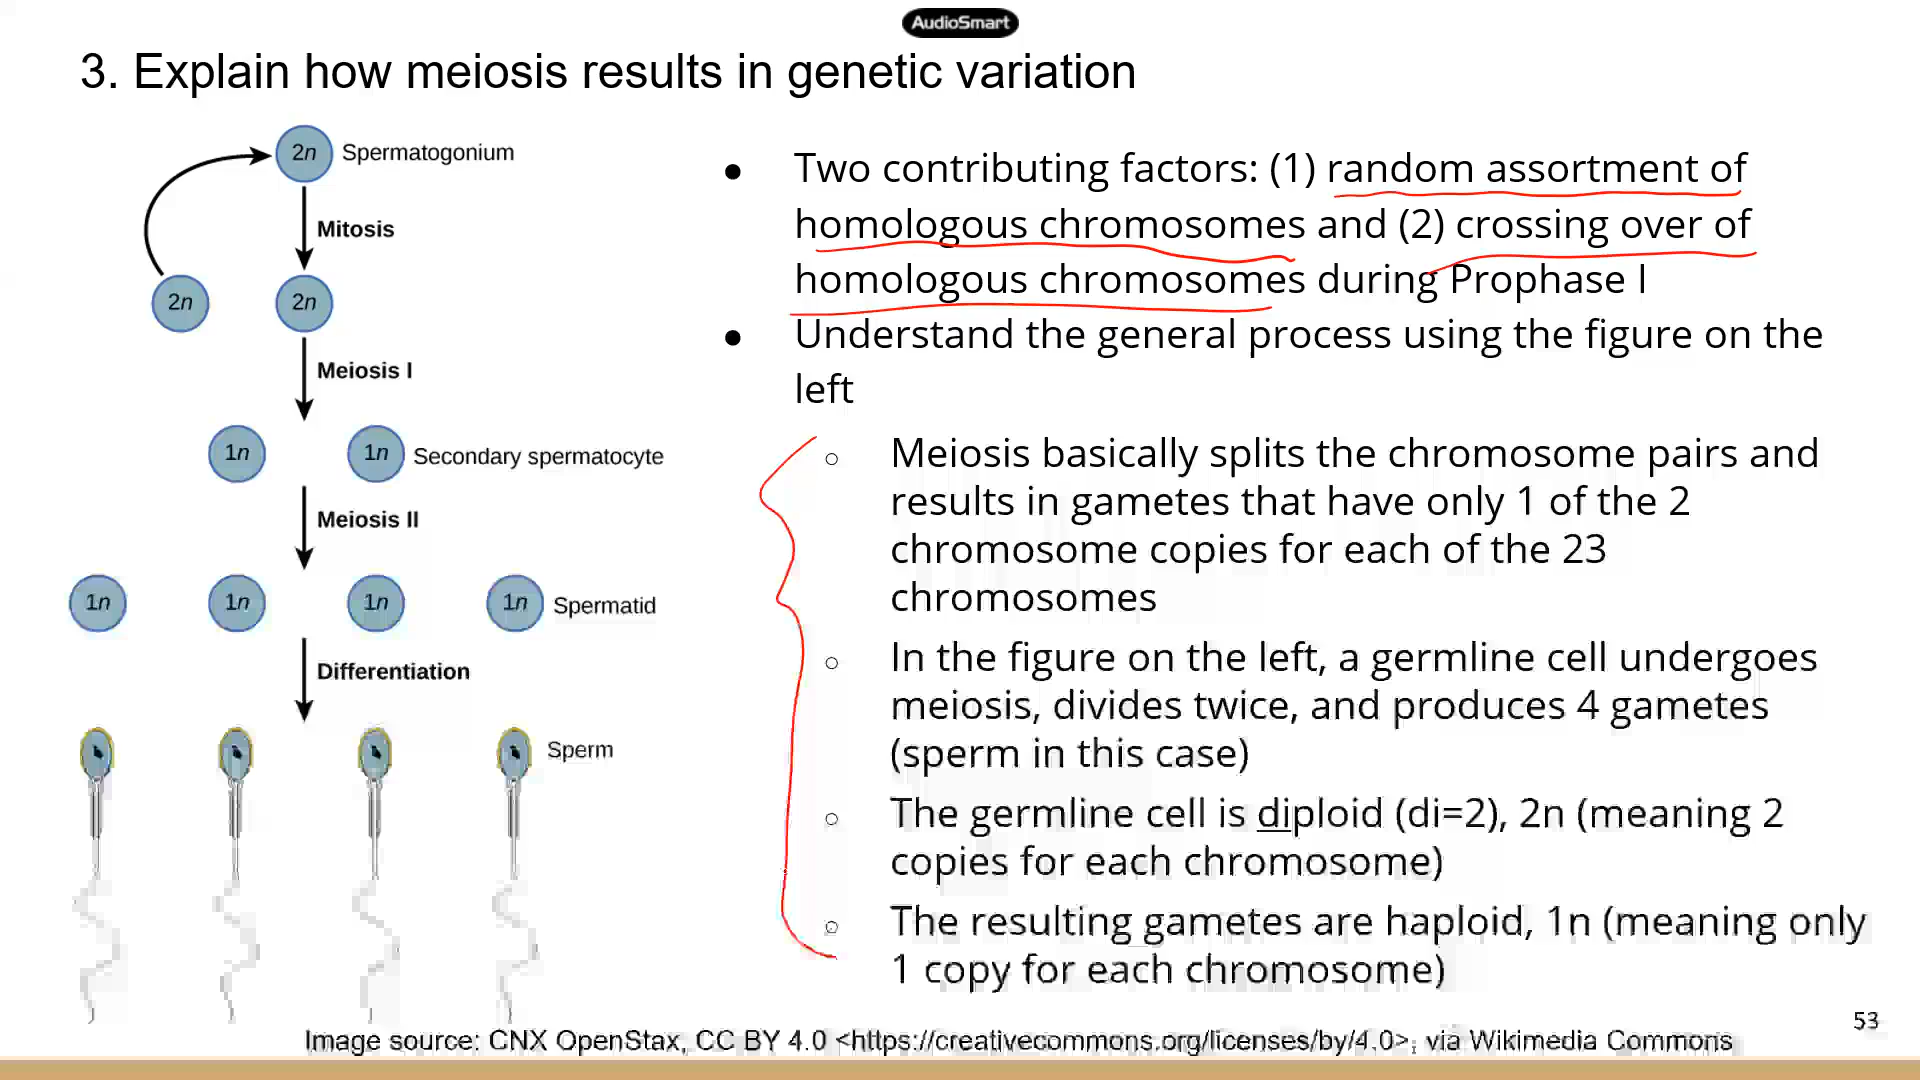 AudioSmart
3. Explain how meiosis results in genetic variation
2n Spermatogonium
Mitosis
2n 2n
Meiosis I
1n 1n Secondary spermatocyte
Meiosis II
1n 1n 1n 1n Spermatid
Differentiation
Sperm
● Two contributing factors: (1) random assortment of
homologous chromosomes and (2) crossing over of
homologous chromosomes during Prophase I
● Understand the general process using the figure on the
left
○ Meiosis basically splits the chromosome pairs and
results in gametes that have only 1 of the 2
chromosome copies for each of the 23
chromosomes
○ In the figure on the left, a germline cell undergoes
meiosis, divides twice, and produces 4 gametes
(sperm in this case)
○ The germline cell is diploid (di=2), 2n (meaning 2
copies for each chromosome)
○ The resulting gametes are haploid, 1n (meaning only
1 copy for each chromosome)
53
Image source: CNX OpenStax, CC BY 4.0 <https://creativecommons.org/licenses/by/4.0>, via Wikimedia Commons